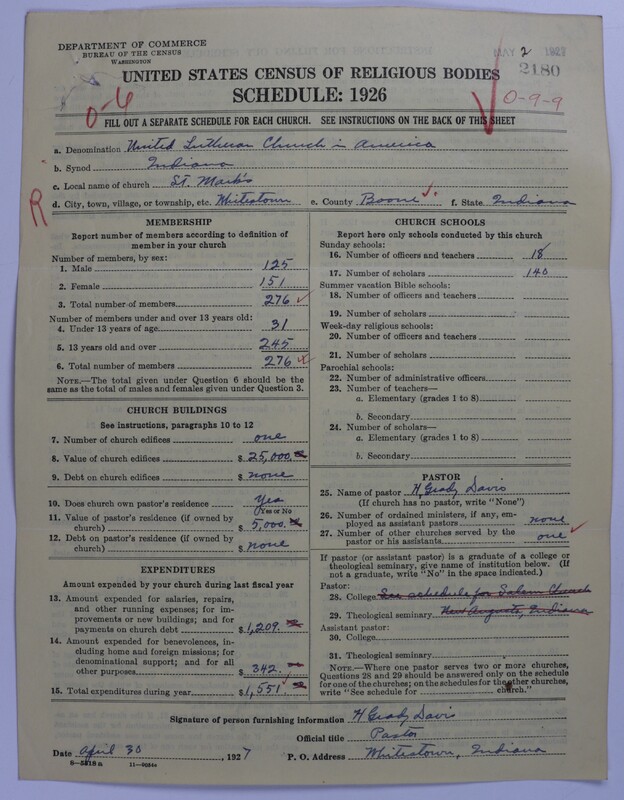 DEPARTMENT OF COMMERCE
BUREAU OF THE CENSUS
WASHINGTON
MAY 2 1927
2180
UNITED STATES CENSUS OF RELIGIOUS BODIES
SCHEDULE: 1926
0-6
0-9-9
FILL OUT A SEPARATE SCHEDULE FOR EACH CHURCH. SEE INSTRUCTIONS ON THE BACK OF THIS SHEET
a. Denomination United Lutheran Church in America
b. Synod Indiana
c. Local name of church St. Mark's
R
d. City, town, village, or township, etc. Whitestown e. County Boone f. State Indiana
MEMBERSHIP
Report number of members according to definition of
member in your church
Number of members, by sex:
1. Male 125
2. Female 151
3. Total number of members 276
Number of members under and over 13 years old:
4. Under 13 years of age 31
5. 13 years old and over 245
6. Total number of members 276
NOTE.—The total given under Question 6 should be
the same as the total of males and females given under Question 3.
CHURCH BUILDINGS
See instructions, paragraphs 10 to 12
7. Number of church edifices one
8. Value of church edifices $ 25,000.
9. Debt on church edifices $ none
10. Does church own pastor's residence Yes
(Yes or No)
11. Value of pastor's residence (if owned by
church) $ 5,000.
12. Debt on pastor's residence (if owned by
church) $ none
EXPENDITURES
Amount expended by your church during last fiscal year
13. Amount expended for salaries, repairs,
and other running expenses; for im-
provements or new buildings; and for
payments on church debt $ 1,209.
14. Amount expended for benevolences, in-
cluding home and foreign missions; for
denominational support; and for all
other purposes $ 342.
15. Total expenditures during year $ 1,551
CHURCH SCHOOLS
Report here only schools conducted by this church
Sunday schools:
16. Number of officers and teachers 18
17. Number of scholars 140
Summer vacation Bible schools:
18. Number of officers and teachers
19. Number of scholars
Week-day religious schools:
20. Number of officers and teachers
21. Number of scholars
Parochial schools:
22. Number of administrative officers
23. Number of teachers—
a. Elementary (grades 1 to 8)
b. Secondary
24. Number of scholars—
a. Elementary (grades 1 to 8)
b. Secondary
PASTOR
25. Name of pastor H Grady Davis
(If church has no pastor, write "None")
26. Number of ordained ministers, if any, em-
ployed as assistant pastors none
27. Number of other churches served by the
pastor or his assistants one
If pastor (or assistant pastor) is a graduate of a college or
theological seminary, give name of institution below. (If
not a graduate, write "No" in the space indicated.)
Pastor:
28. College See schedule for Salem Church
29. Theological seminary New Augusta, Indiana
Assistant pastor:
30. College
31. Theological seminary
NOTE.—Where one pastor serves two or more churches,
Questions 28 and 29 should be answered only on the schedule
for one of the churches; on the schedules for the other churches,
write "See schedule for church."
Signature of person furnishing information H Grady Davis
Official title Pastor
Date April 30, 1927 P. O. Address Whitestown, Indiana
8—5518a 11—9084a